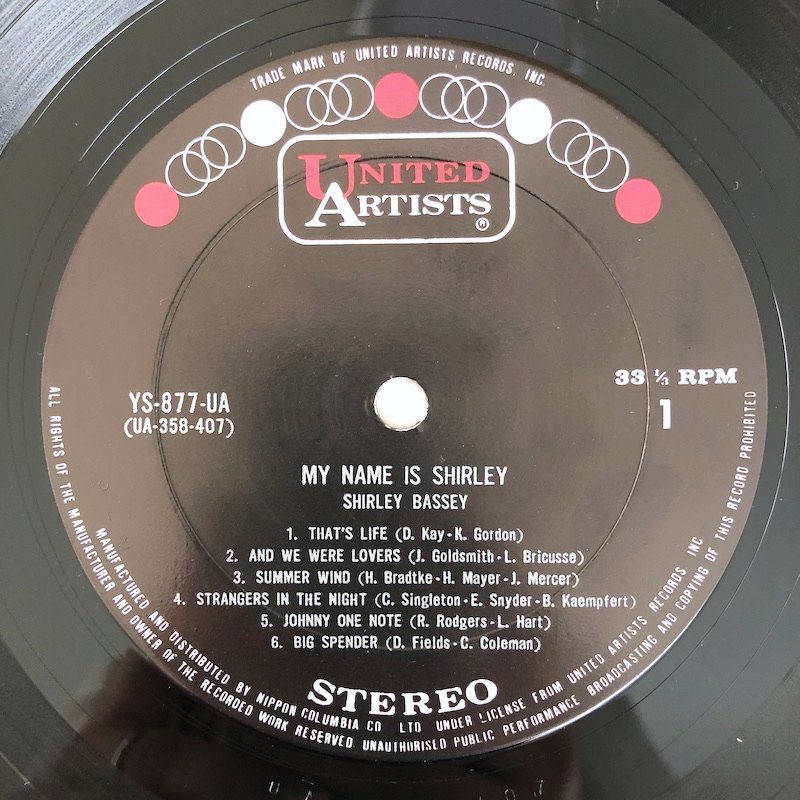 TRADE MARK OF UNITED ARTISTS RECORDS, INC.
UNITED
ARTISTS
®
YS-877-UA
(UA-358-407)
33 ⅓ RPM
1
MY NAME IS SHIRLEY
SHIRLEY BASSEY
1. THAT'S LIFE (D. Kay-K. Gordon)
2. AND WE WERE LOVERS (J. Goldsmith-L. Bricusse)
3. SUMMER WIND (H. Bradtke-H. Mayer-J. Mercer)
4. STRANGERS IN THE NIGHT (C. Singleton-E. Snyder-B. Kaempfert)
5. JOHNNY ONE NOTE (R. Rodgers-L. Hart)
6. BIG SPENDER (D. Fields-C. Coleman)
STEREO
MANUFACTURED AND DISTRIBUTED BY NIPPON COLUMBIA CO LTD UNDER LICENSE FROM UNITED ARTISTS RECORDS, INC
ALL RIGHTS OF THE MANUFACTURER AND OWNER OF THE RECORDED WORK RESERVED UNAUTHORISED PUBLIC PERFORMANCE BROADCASTING AND COPYING OF THIS RECORD PROHIBITED